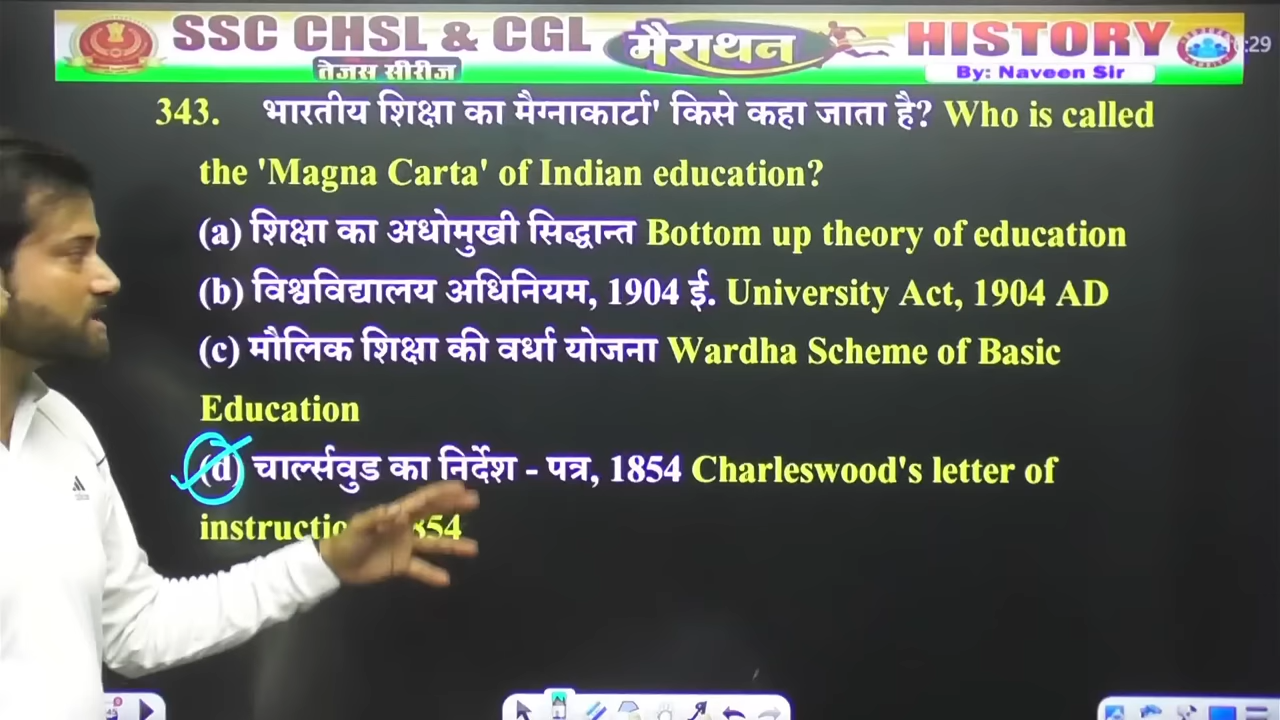 SSC CHSL & CGL मैराथन HISTORY :29
तेजस सीरीज By: Naveen Sir
343. भारतीय शिक्षा का मैग्नाकार्टा' किसे कहा जाता है? Who is called
the 'Magna Carta' of Indian education?
(a) शिक्षा का अधोमुखी सिद्धान्त Bottom up theory of education
(b) विश्वविद्यालय अधिनियम, 1904 ई. University Act, 1904 AD
(c) मौलिक शिक्षा की वर्धा योजना Wardha Scheme of Basic
Education
(d) चार्ल्सवुड का निर्देश - पत्र, 1854 Charleswood's letter of
854